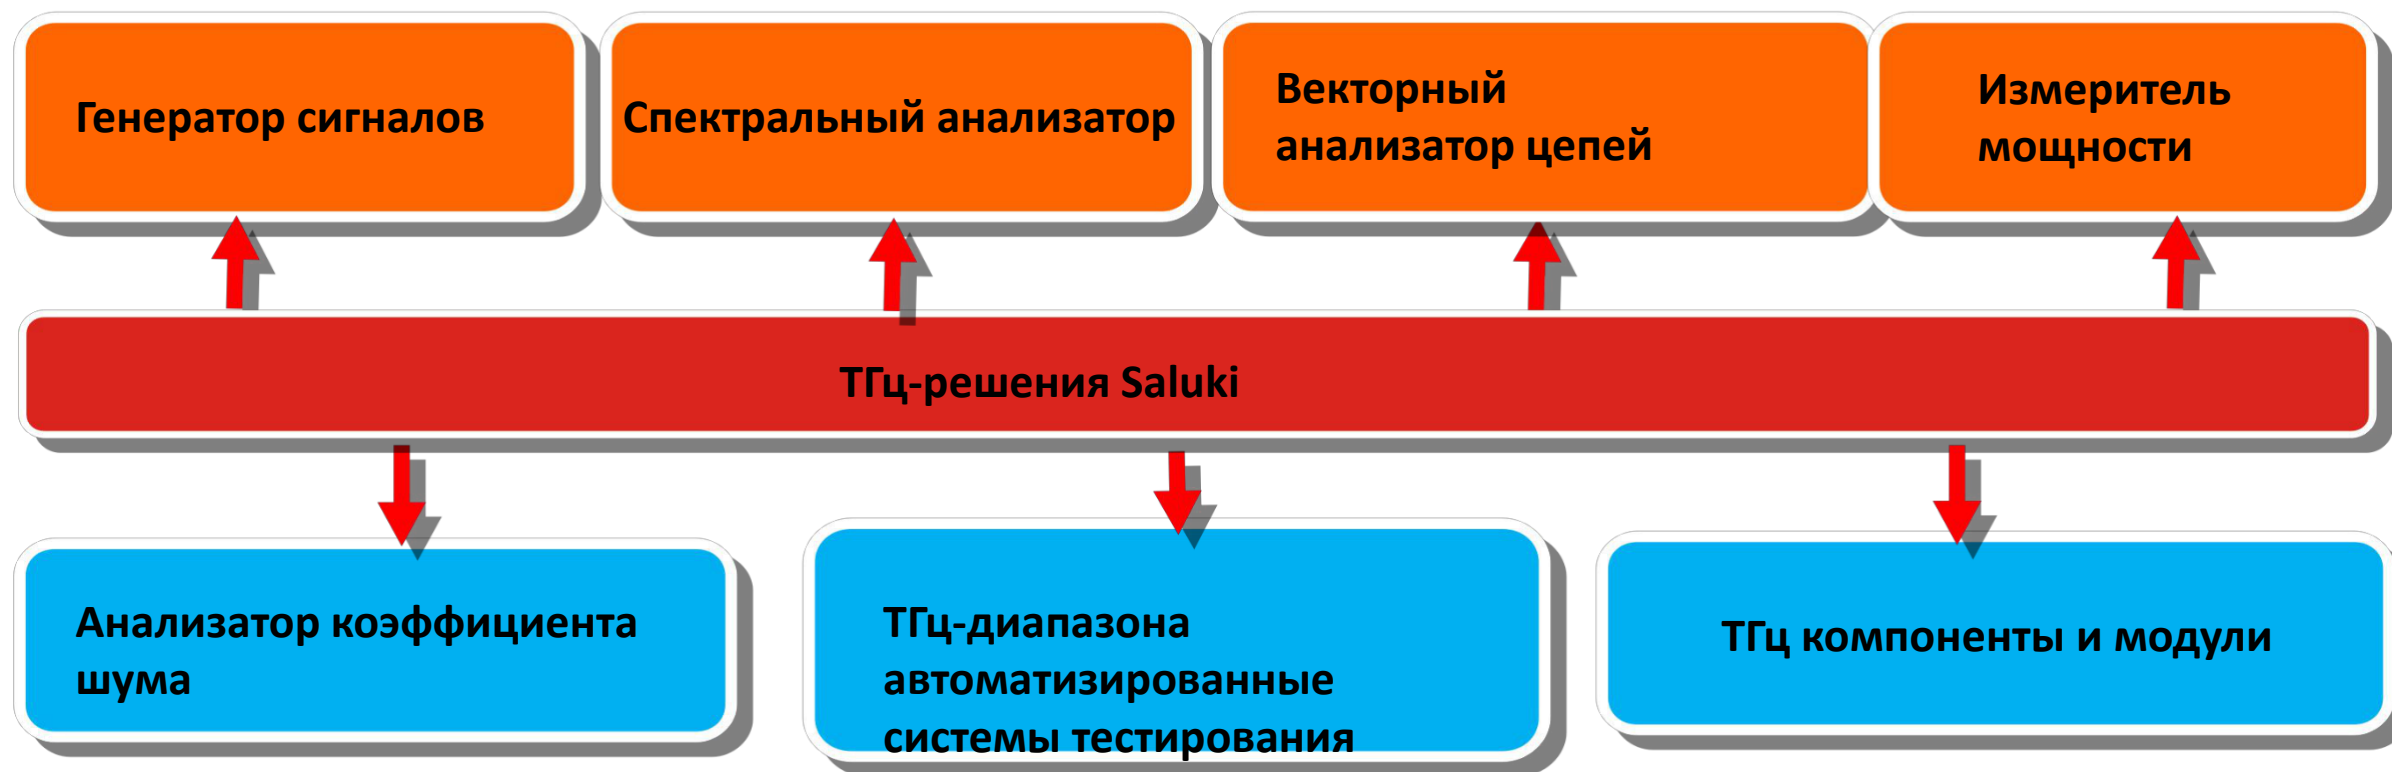 Генератор сигналов
Спектральный анализатор
Векторный
анализатор цепей
Измеритель
мощности
ТГц-решения Saluki
Анализатор коэффициента
шума
ТГц-диапазона
автоматизированные
системы тестирования
ТГц компоненты и модули